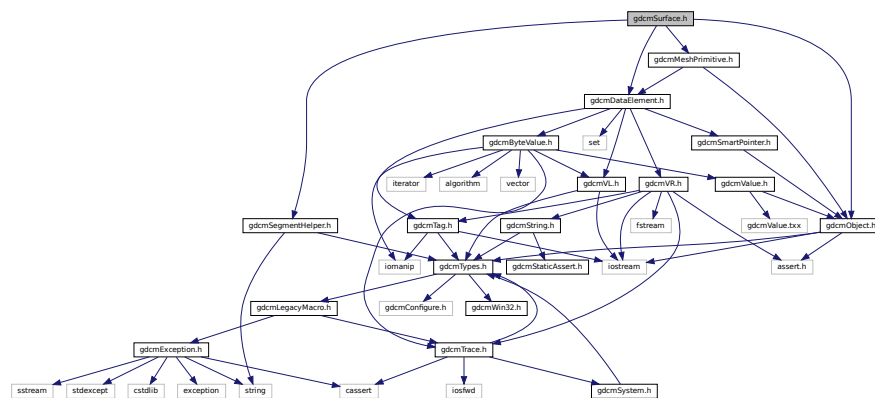 gdcmSurface.h
gdcmMeshPrimitive.h
gdcmDataElement.h
gdcmByteValue.h
set
gdcmSmartPointer.h
iterator
algorithm
vector
gdcmVL.h
gdcmVR.h
gdcmValue.h
gdcmSegmentHelper.h
gdcmTag.h
gdcmString.h
fstream
gdcmValue.txx
gdcmObject.h
iomanip
gdcmTypes.h
gdcmStaticAssert.h
iostream
assert.h
gdcmLegacyMacro.h
gdcmConfigure.h
gdcmWin32.h
gdcmException.h
gdcmTrace.h
sstream
stdexcept
cstdlib
exception
string
cassert
iosfwd
gdcmSystem.h